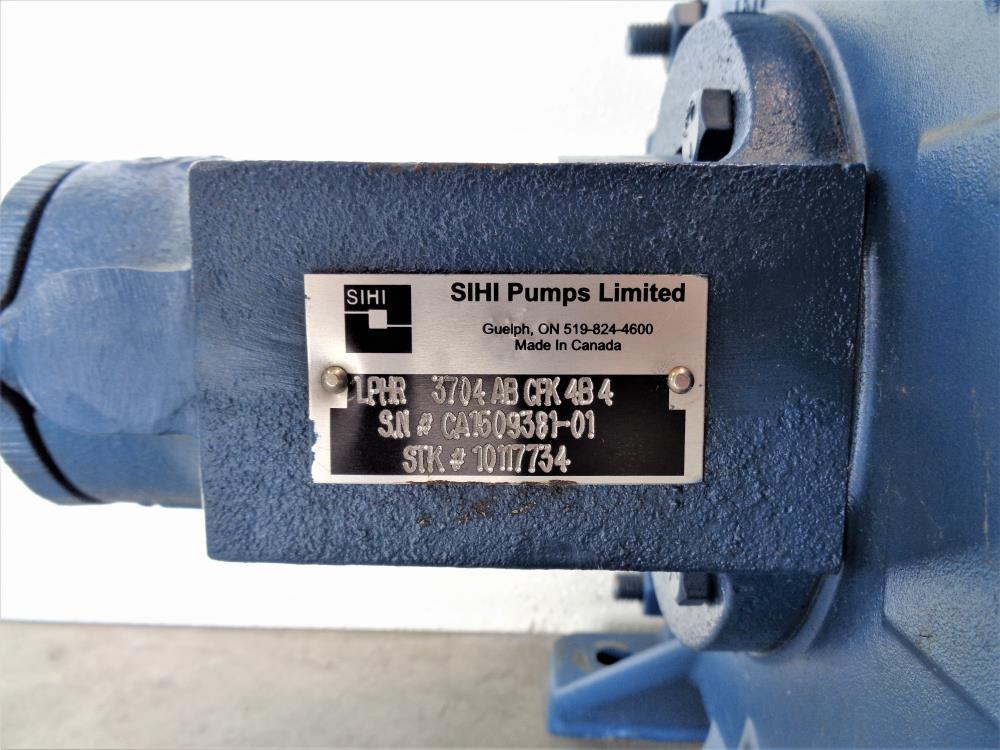 SIHI
SIHI Pumps Limited
Guelph, ON 519-824-4600
Made In Canada
LPHR 3704 AB CFK 4B 4
S.N # CA1509381-01
STK # 10117734